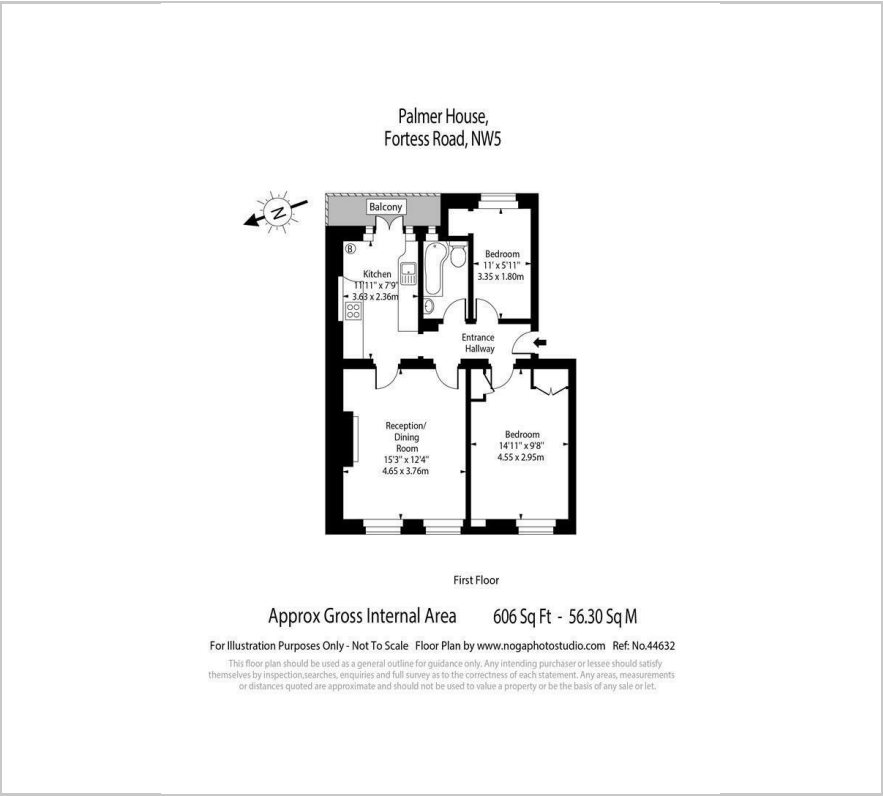 Palmer House,
Fortess Road, NW5
N
Balcony
B
Kitchen
11'11" x 7'9"
3.63 x 2.36m
Bedroom
11' x 5'11"
3.35 x 1.80m
Entrance
Hallway
Reception/
Dining
Room
15'3" x 12'4"
4.65 x 3.76m
Bedroom
14'11" x 9'8"
4.55 x 2.95m
First Floor
Approx Gross Internal Area 606 Sq Ft - 56.30 Sq M
For Illustration Purposes Only - Not To Scale Floor Plan by www.nogaphotostudio.com Ref: No.44632
This floor plan should be used as a general outline for guidance only. Any intending purchaser or lessee should satisfy
themselves by inspection,searches, enquiries and full survey as to the correctness of each statement. Any areas, measurements
or distances quoted are approximate and should not be used to value a property or be the basis of any sale or let.